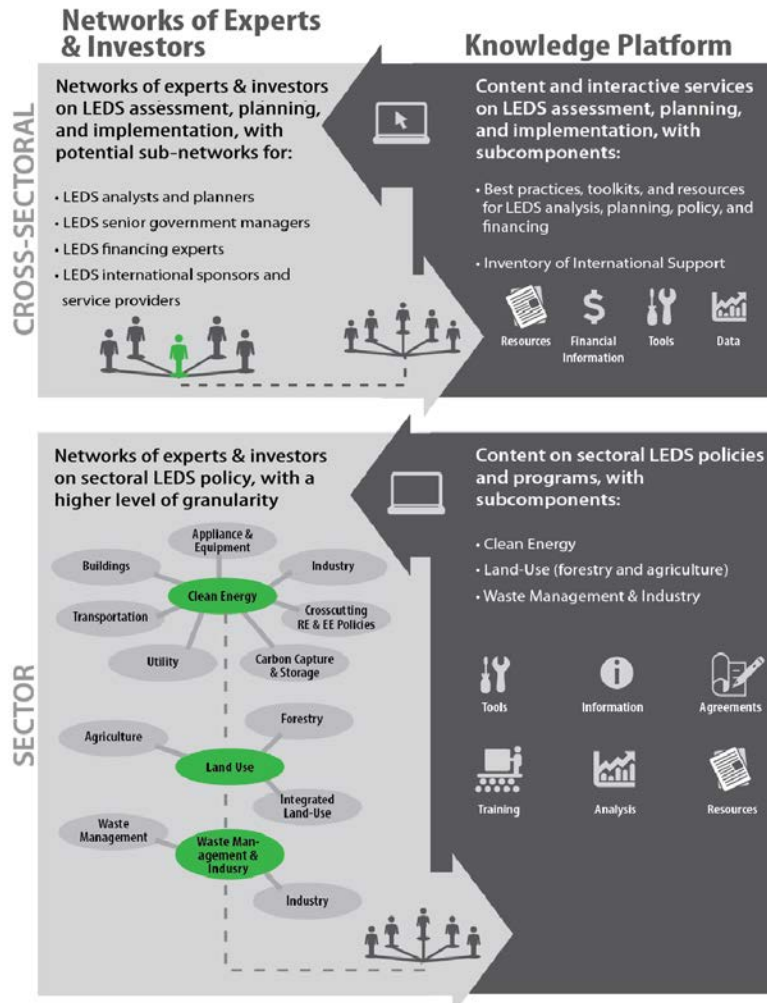 Networks of Experts
& Investors
Knowledge Platform
CROSS-SECTORAL
Networks of experts & investors
on LEDS assessment, planning,
and implementation, with
potential sub-networks for:
• LEDS analysts and planners
• LEDS senior government managers
• LEDS financing experts
• LEDS international sponsors and
service providers
Content and interactive services
on LEDS assessment, planning,
and implementation, with
subcomponents:
• Best practices, toolkits, and resources
for LEDS analysis, planning, policy, and
financing
• Inventory of International Support
Resources
Financial
Information
Tools
Data
SECTOR
Networks of experts & investors
on sectoral LEDS policy, with a
higher level of granularity
Appliance &
Equipment
Buildings
Industry
Clean Energy
Transportation
Crosscutting
RE & EE Policies
Utility
Carbon Capture
& Storage
Forestry
Agriculture
Land Use
Integrated
Land-Use
Waste
Management
Waste Man-
agement &
Indusry
Industry
Content on sectoral LEDS policies
and programs, with
subcomponents:
• Clean Energy
• Land-Use (forestry and agriculture)
• Waste Management & Industry
Tools
Information
Agreements
Training
Analysis
Resources